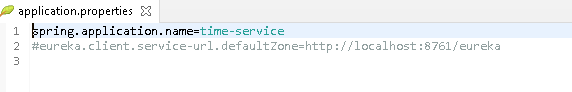 application.properties
1 spring.application.name=time-service
2 #eureka.client.service-url.defaultZone=http://localhost:8761/eureka
3